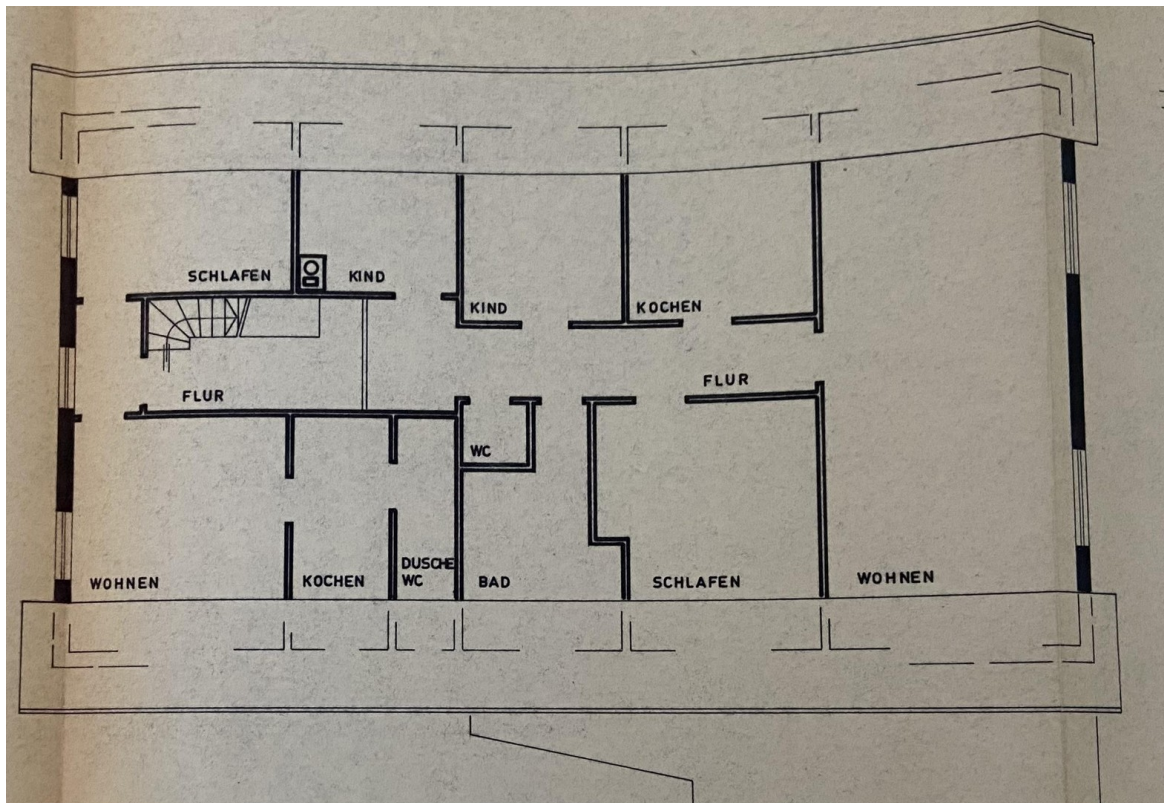 SCHLAFEN
KIND
KIND
KOCHEN
FLUR
FLUR
WC
WOHNEN
KOCHEN
DUSCHE
WC
BAD
SCHLAFEN
WOHNEN